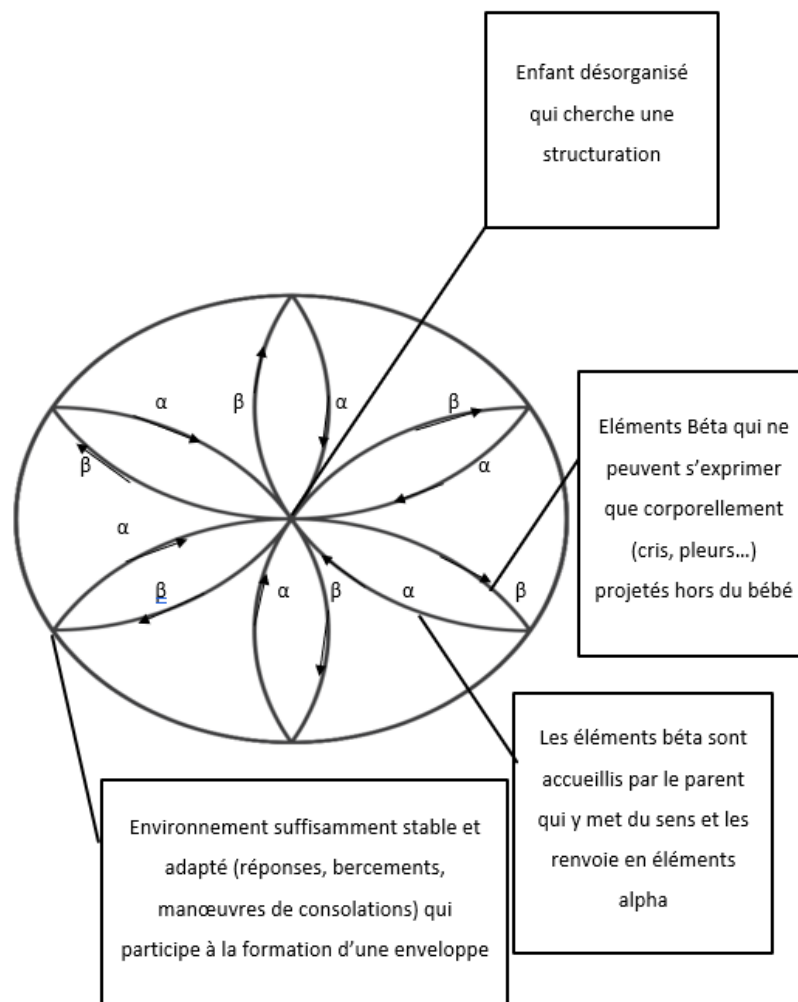 Enfant désorganisé
qui cherche une
structuration
α
β
α
β
β
α
Eléments Béta qui ne
peuvent s’exprimer
que corporellement
(cris, pleurs…)
projetés hors du bébé
α
β
α
β
α
β
Les éléments béta sont
accueillis par le parent
qui y met du sens et les
renvoie en éléments
alpha
Environnement suffisamment stable et
adapté (réponses, bercements,
manœuvres de consolations) qui
participe à la formation d’une enveloppe